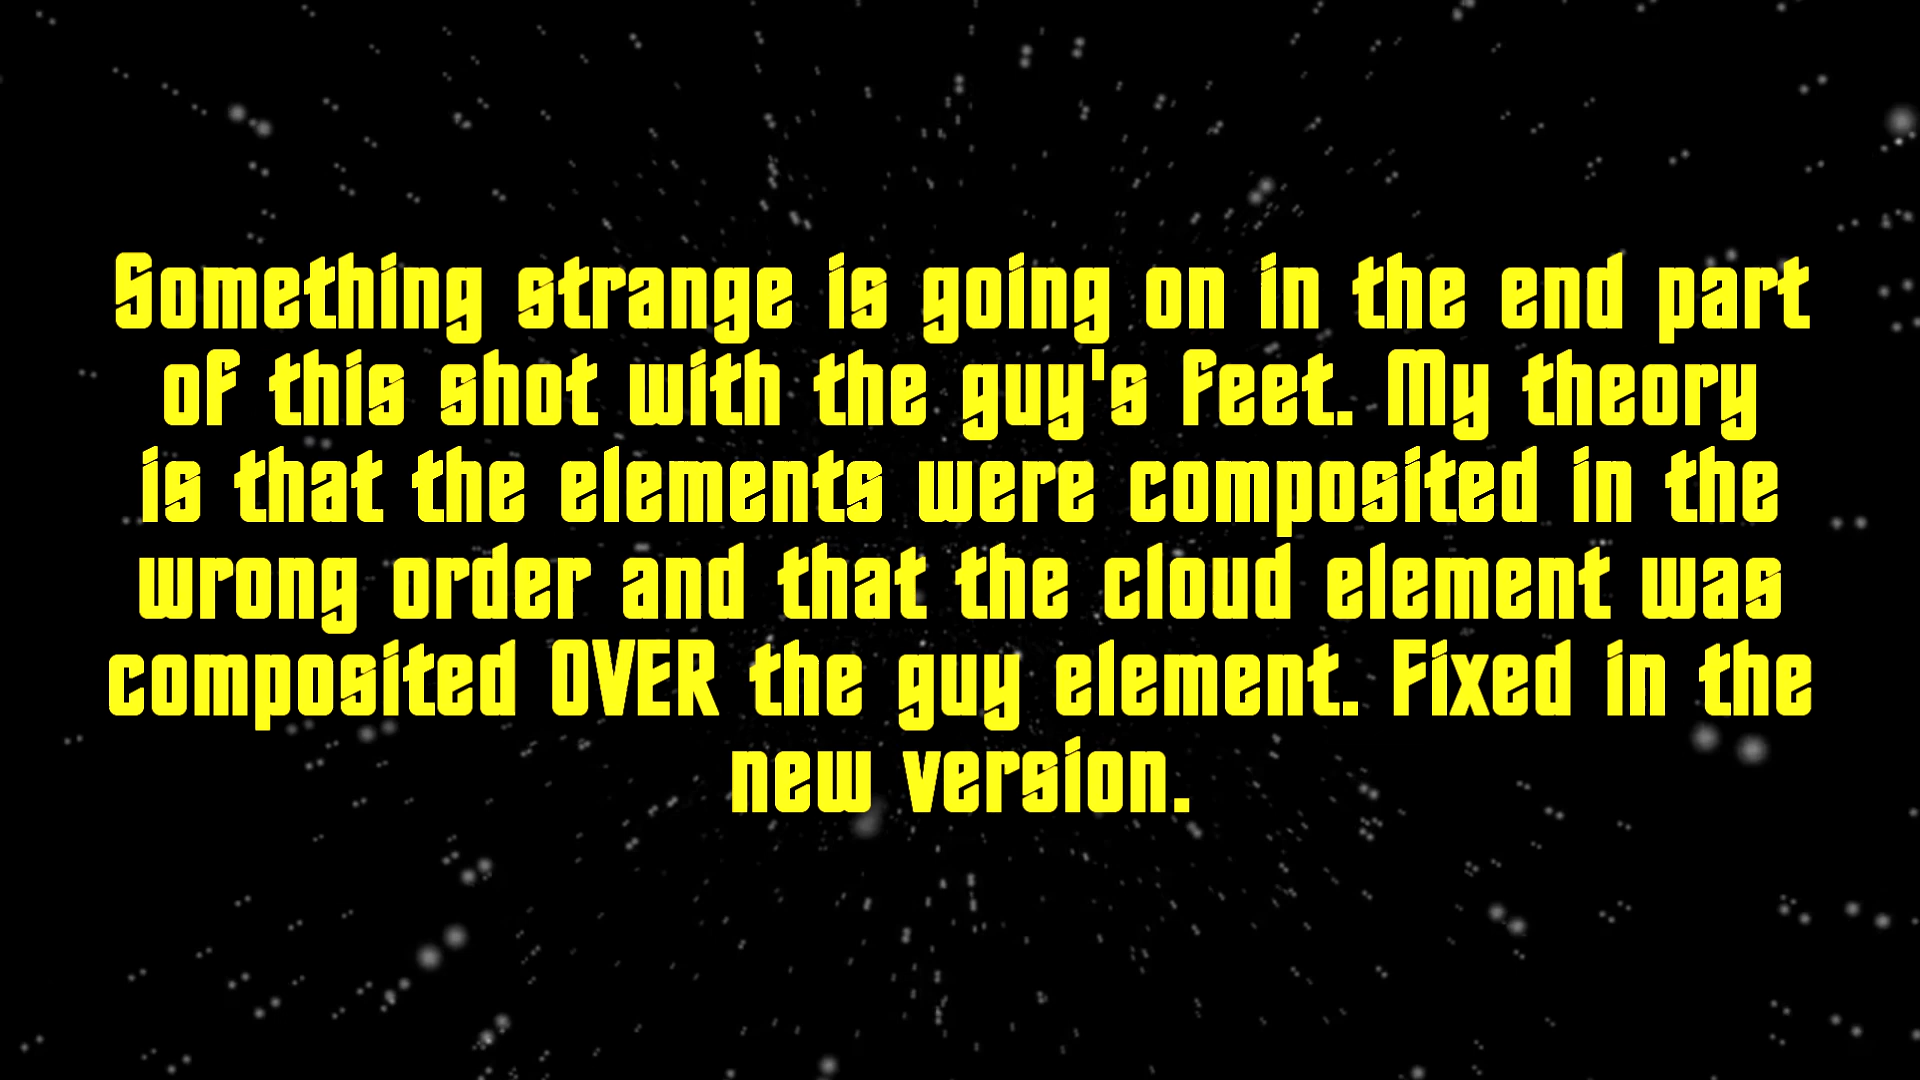 Something strange is going on in the end part
of this shot with the guy's feet. My theory
is that the elements were composited in the
wrong order and that the cloud element was
composited OVER the guy element. Fixed in the
new version.